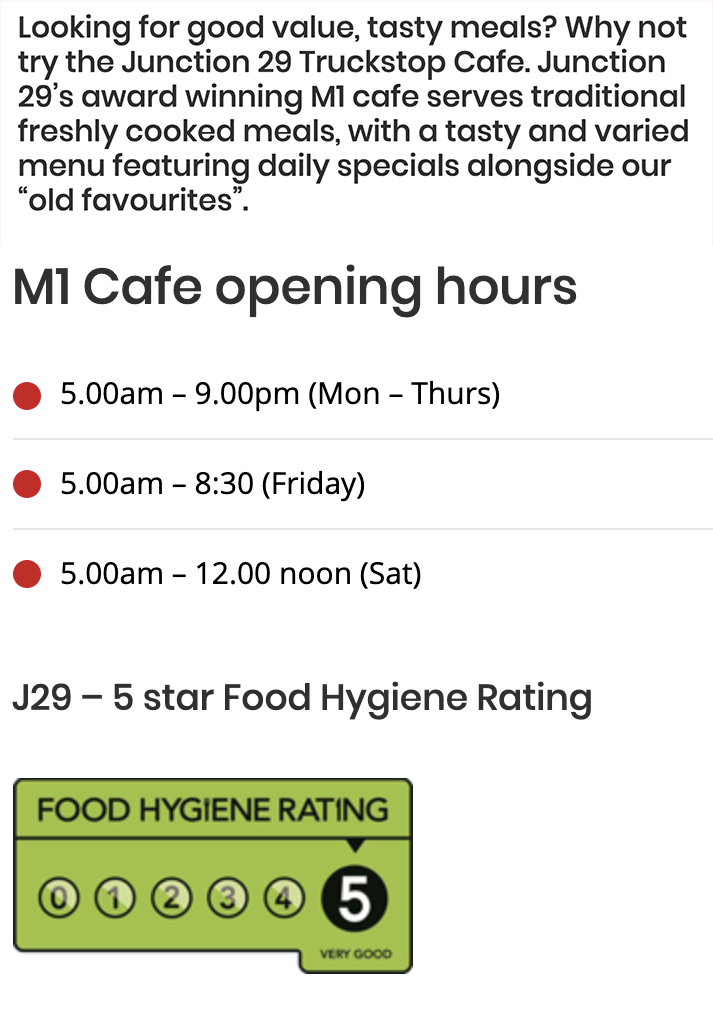 Looking for good value, tasty meals? Why not
try the Junction 29 Truckstop Cafe. Junction
29’s award winning M1 cafe serves traditional
freshly cooked meals, with a tasty and varied
menu featuring daily specials alongside our
“old favourites”.
M1 Cafe opening hours
5.00am – 9.00pm (Mon – Thurs)
5.00am – 8:30 (Friday)
5.00am – 12.00 noon (Sat)
J29 – 5 star Food Hygiene Rating
FOOD HYGIENE RATING
0 1 2 3 4 5
VERY GOOD